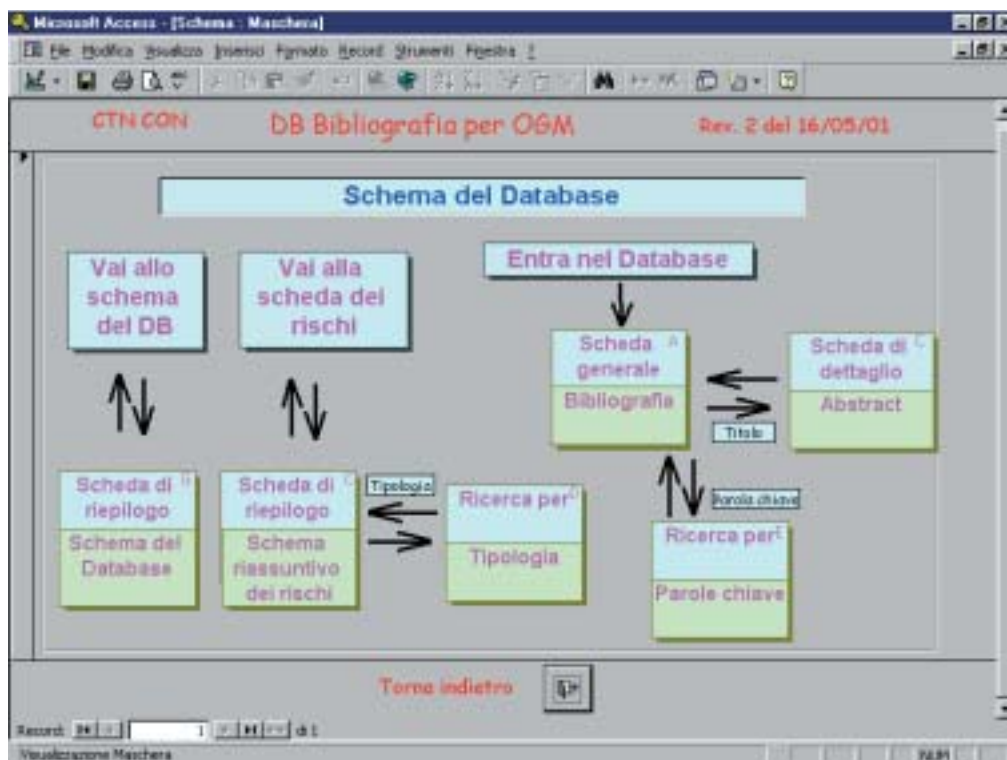 Microsoft Access - [Schema : Maschera]
File Modifica Visualizza Inserisci Formato Record Strumenti Finestra ?
CTN CON
DB Bibliografia per OGM
Rev. 2 del 16/05/01
Schema del Database
Vai allo
schema
del DB
Vai alla
scheda dei
rischi
Entra nel Database
Scheda A
generale
Bibliografia
Scheda di C
dettaglio
Abstract
Titolo
Scheda di B
riepilogo
Schema del
Database
Scheda di C
riepilogo
Schema
riassuntivo
dei rischi
Tipologia
Ricerca per D
Tipologia
Parola chiave
Ricerca per E
Parole chiave
Torna indietro
Record: 1 di 1
Visualizzazione Maschera NUM